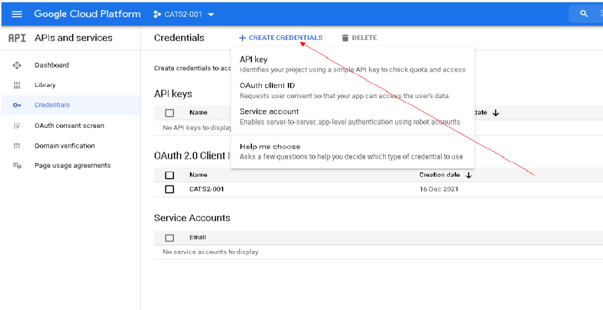 Google Cloud Platform
CATS2-001
API APIs and services
Credentials
+ CREATE CREDENTIALS
DELETE
Dashboard
Library
Credentials
OAuth consent screen
Domain verification
Page usage agreements
Create credentials to acc
API key
Identifies your project using a simple API key to check quota and access
OAuth client ID
Requests user consent so that your app can access the user's data.
Service account
Enables server-to-server, app-level authentication using robot accounts
Help me choose
Asks a few questions to help you decide which type of credential to use
API keys
Name
date
No API keys to display
OAuth 2.0 Client I
Name
Creation date
CATS2-001
16 Dec 2021
Service Accounts
Email
No service accounts to display